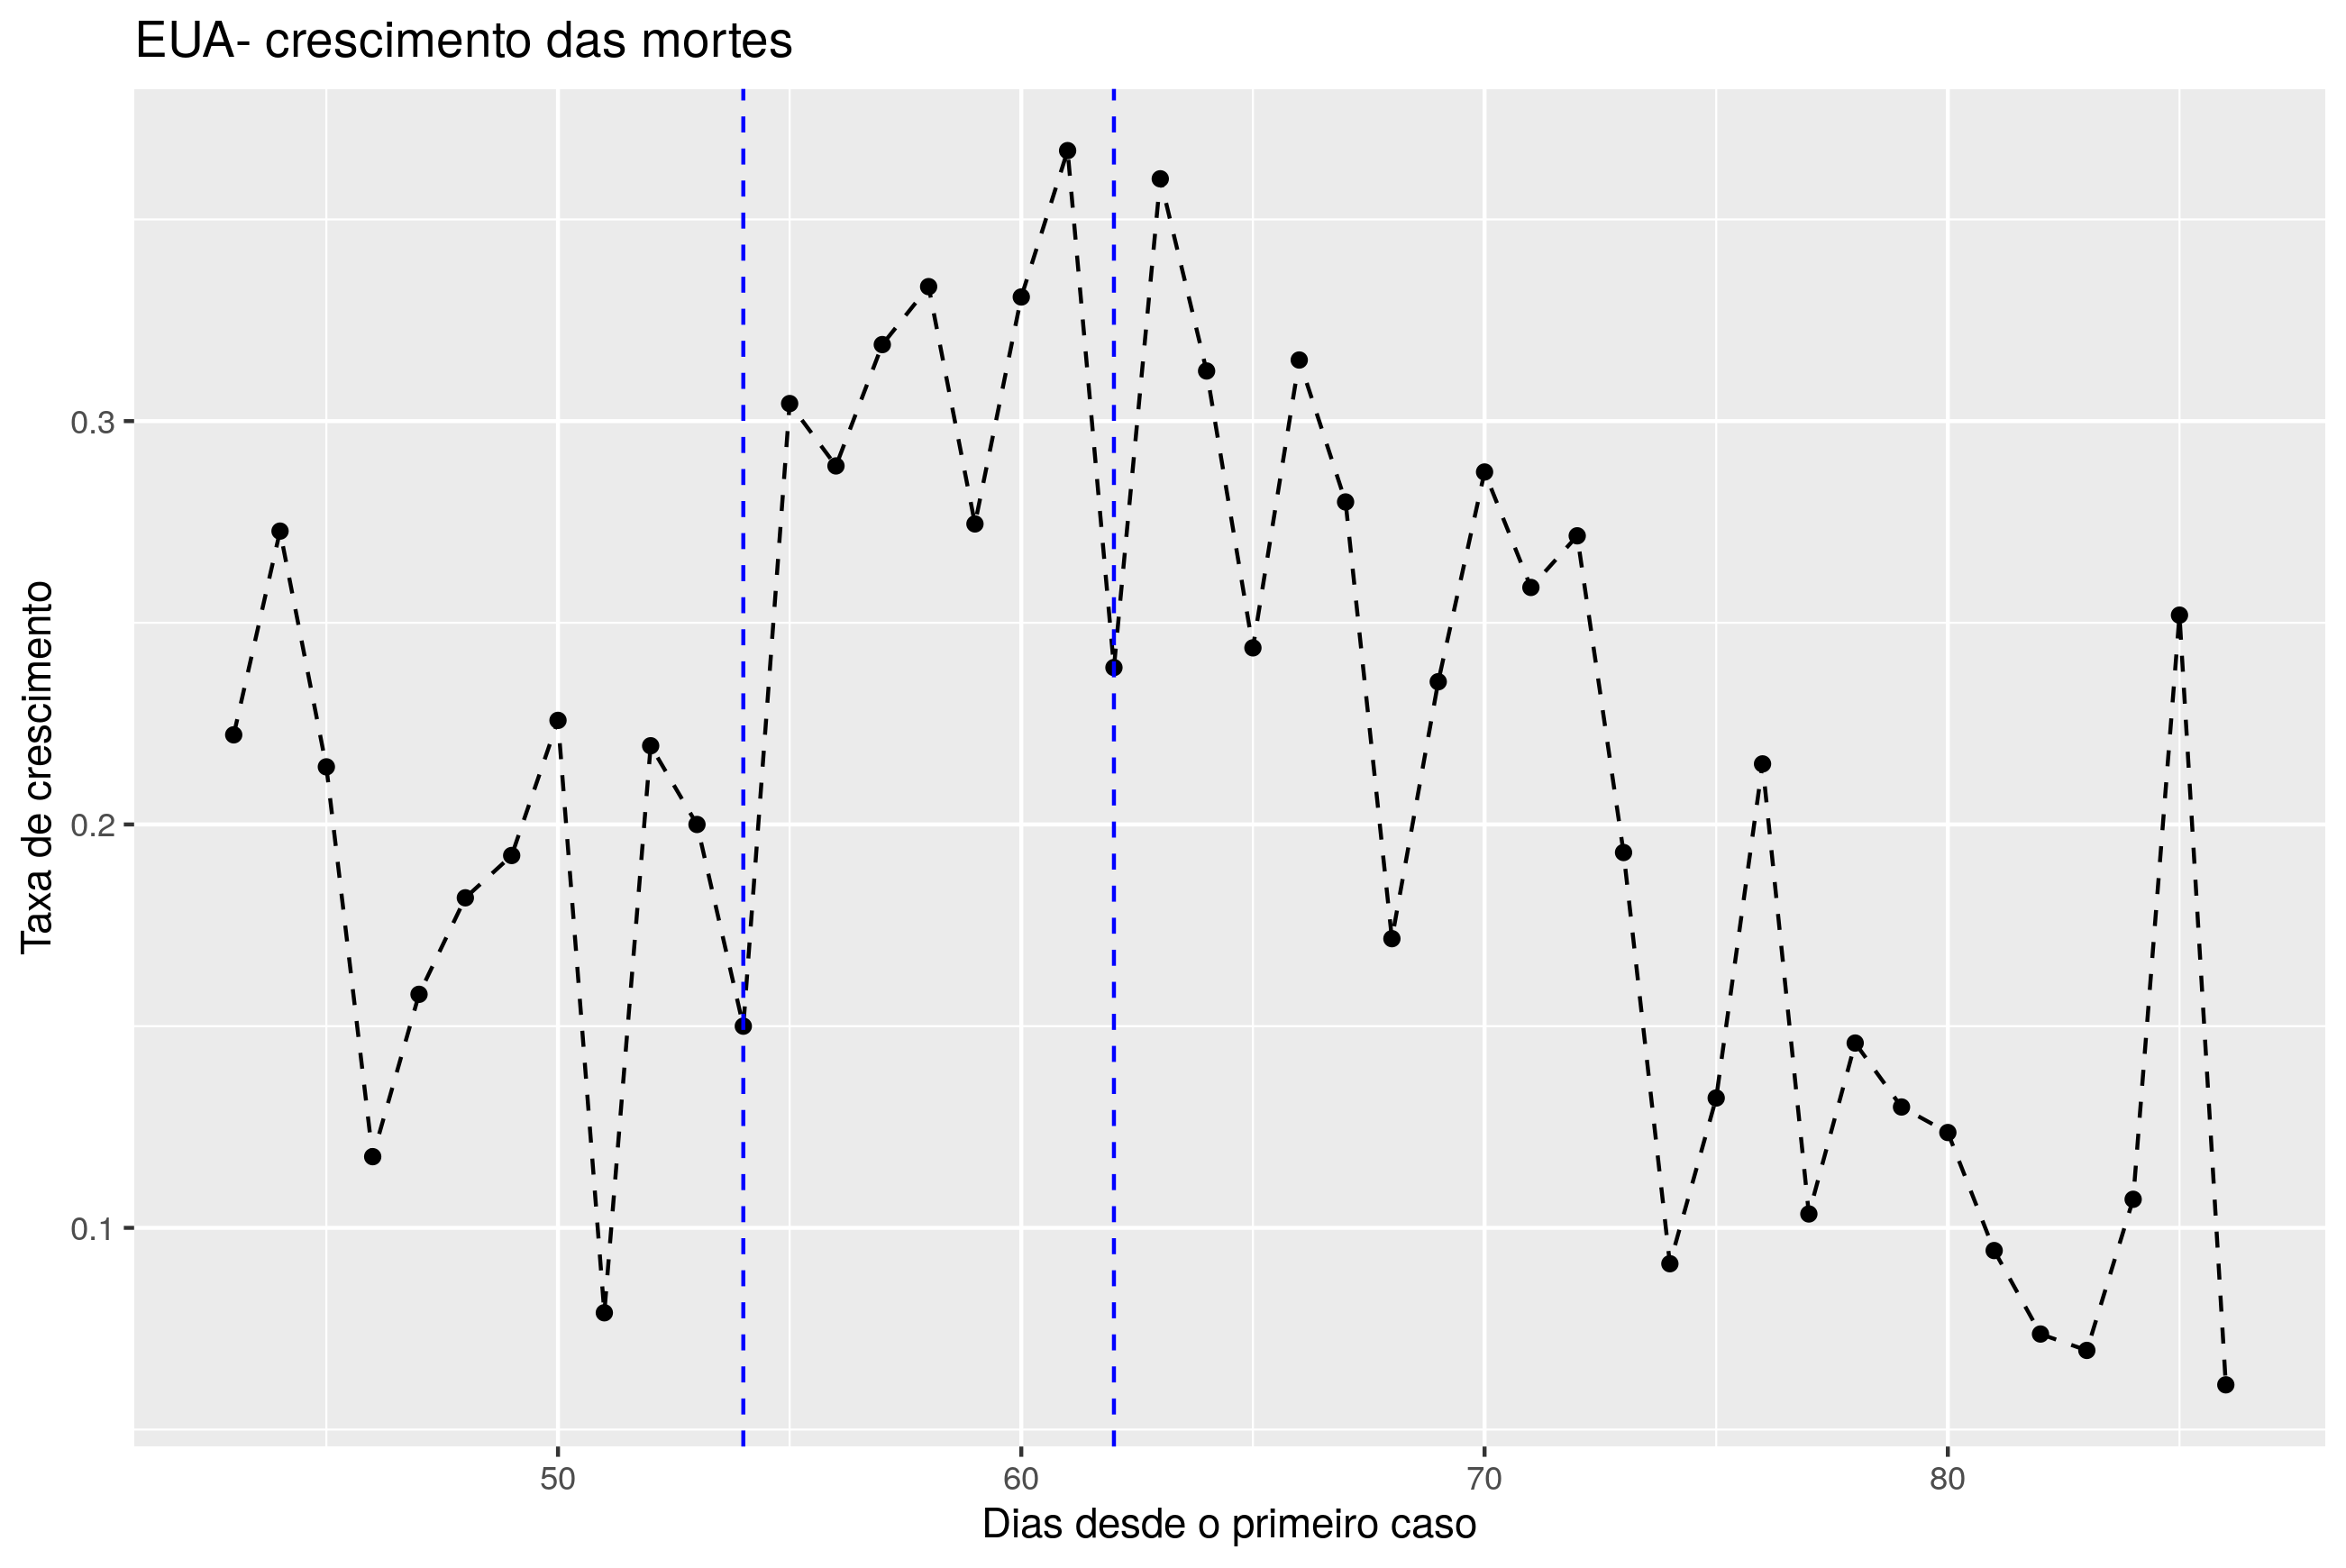 EUA- crescimento das mortes
Taxa de crescimento
0.3
0.2
0.1
50
60
70
80
Dias desde o primeiro caso